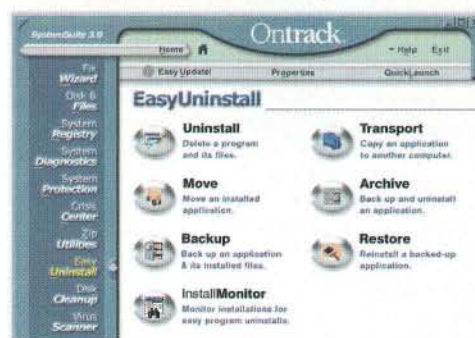 SystemSuite 3.0
Ontrack
Home
Help Exit
Easy Update! Properties QuickLaunch
Fix
Wizard
Disk &
Files
System
Registry
System
Diagnostics
System
Protection
Crisis
Center
Zip
Utilities
Easy
Uninstall
Disk
Cleanup
Virus
Scanner
EasyUninstall
Uninstall
Delete a program
and its files.
Transport
Copy an application
to another computer.
Move
Move an installed
application.
Archive
Back up and uninstall
an application.
Backup
Back up an application
& its installed files.
Restore
Reinstall a backed-up
application.
InstallMonitor
Monitor installations for
easy program uninstalls.